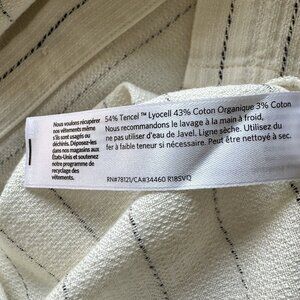 Nous voulons récupérer
nos vêtements même
s'ils sont usagés ou
déchirés. Déposez-les
dans nos magasins aux
États-Unis et soutenez
notre programme de
recyclage des
vêtements.
54% Tencel™ Lyocell 43% Coton Organique 3% Coton
Nous recommandons le lavage à la main à froid,
ne pas utiliser d'eau de Javel. Ligne sèche. Utilisez du
fer à faible teneur si nécessaire. Peut être nettoyé à sec.
RN#78121/CA#34460 R18SVQ